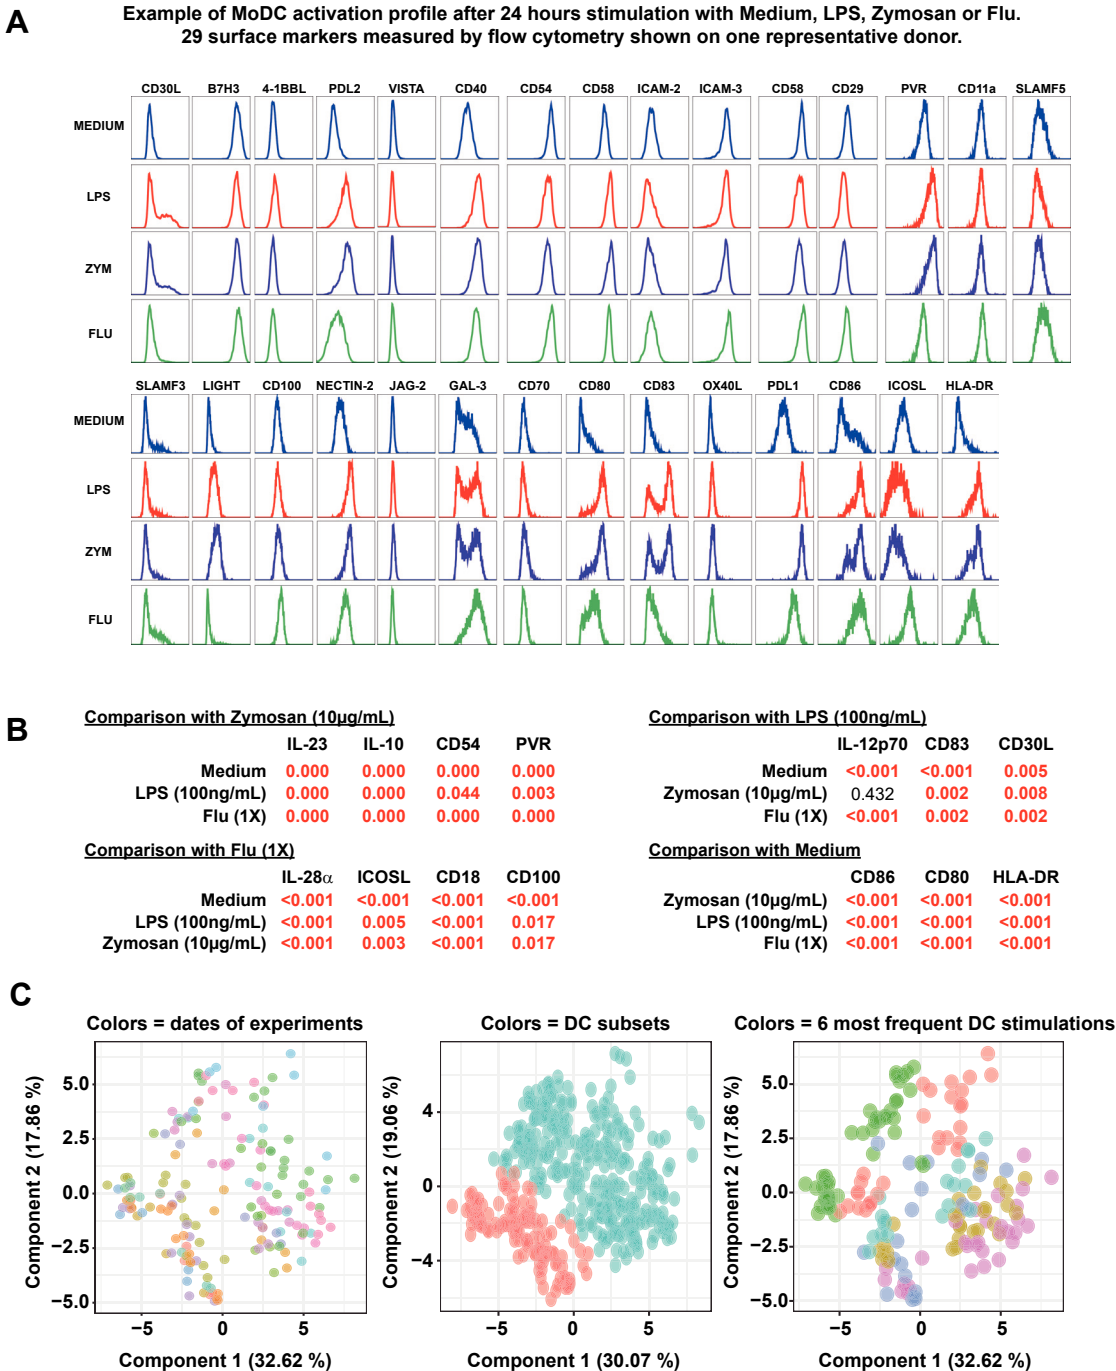 A
Example of MoDC activation profile after 24 hours stimulation with Medium, LPS, Zymosan or Flu.
29 surface markers measured by flow cytometry shown on one representative donor.
CD30L B7H3 4-1BBL PDL2 VISTA CD40 CD54 CD58 ICAM-2 ICAM-3 CD58 CD29 PVR CD11a SLAMF5
MEDIUM
LPS
ZYM
FLU
SLAMF3 LIGHT CD100 NECTIN-2 JAG-2 GAL-3 CD70 CD80 CD83 OX40L PDL1 CD86 ICOSL HLA-DR
MEDIUM
LPS
ZYM
FLU
B
Comparison with Zymosan (10µg/mL)
IL-23 IL-10 CD54 PVR
Medium 0.000 0.000 0.000 0.000
LPS (100ng/mL) 0.000 0.000 0.044 0.003
Flu (1X) 0.000 0.000 0.000 0.000
Comparison with LPS (100ng/mL)
IL-12p70 CD83 CD30L
Medium <0.001 <0.001 0.005
Zymosan (10µg/mL) 0.432 0.002 0.008
Flu (1X) <0.001 0.002 0.002
Comparison with Flu (1X)
IL-28α ICOSL CD18 CD100
Medium <0.001 <0.001 <0.001 <0.001
LPS (100ng/mL) <0.001 0.005 <0.001 0.017
Zymosan (10µg/mL) <0.001 0.003 <0.001 0.017
Comparison with Medium
CD86 CD80 HLA-DR
Zymosan (10µg/mL) <0.001 <0.001 <0.001
LPS (100ng/mL) <0.001 <0.001 <0.001
Flu (1X) <0.001 <0.001 <0.001
C
Colors = dates of experiments
Component 2 (17.86 %)
5.0
2.5
0.0
−2.5
−5.0
−5 0 5
Component 1 (32.62 %)
Colors = DC subsets
Component 2 (19.06 %)
4
0
−4
−5 0 5
Component 1 (30.07 %)
Colors = 6 most frequent DC stimulations
Component 2 (17.86 %)
5.0
2.5
0.0
−2.5
−5.0
−5 0 5
Component 1 (32.62 %)